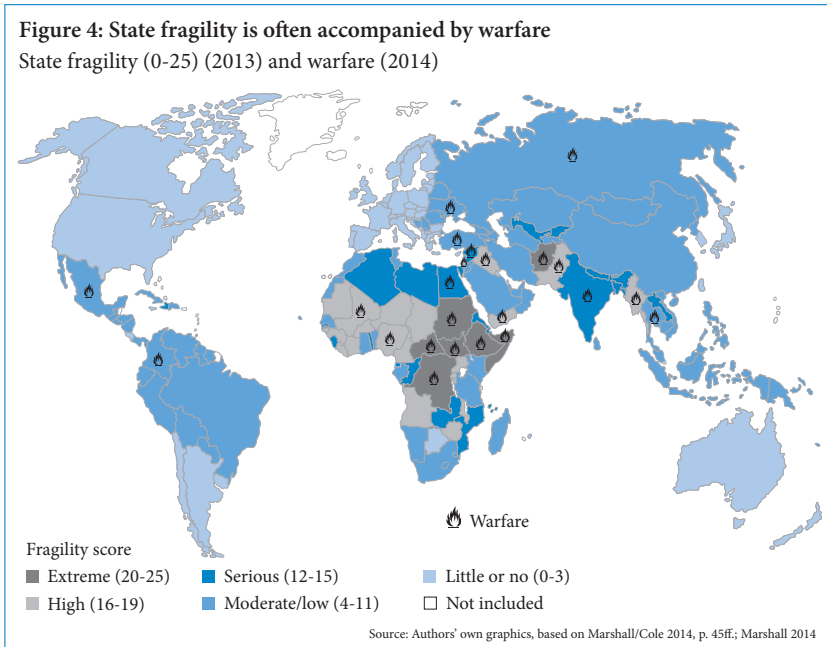 Figure 4: State fragility is often accompanied by warfare
State fragility (0-25) (2013) and warfare (2014)
Warfare
Fragility score
Extreme (20-25)
Serious (12-15)
Little or no (0-3)
High (16-19)
Moderate/low (4-11)
Not included
Source: Authors' own graphics, based on Marshall/Cole 2014, p. 45ff.; Marshall 2014